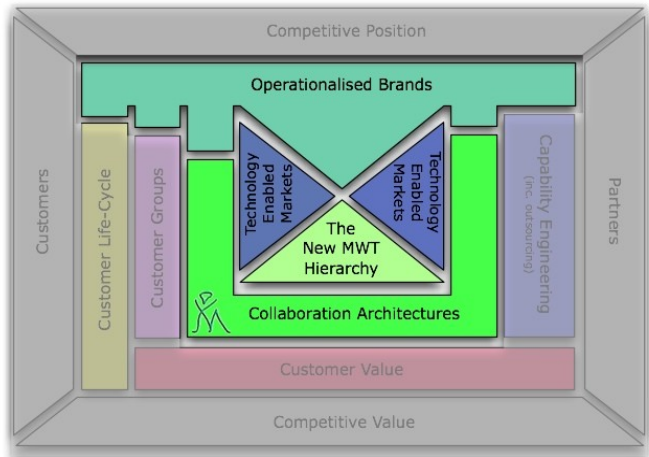 Competitive Position
Operationalised Brands
Customers
Customer Life-Cycle
Customer Groups
Technology
Enabled
Markets
Technology
Enabled
Markets
The
New MWT
Hierarchy
Collaboration Architectures
Capability Engineering
(inc. outsourcing)
Partners
Customer Value
Competitive Value